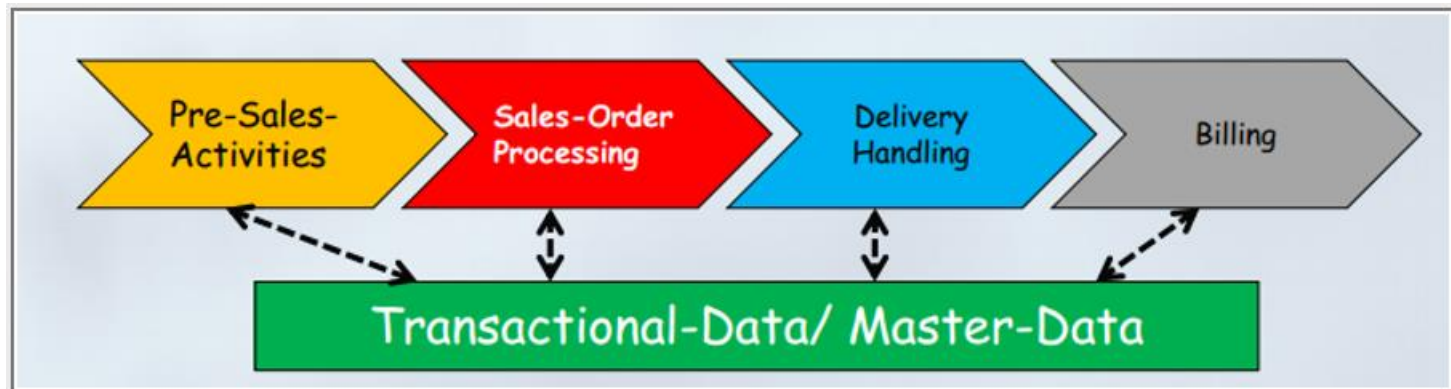 Pre-Sales-
Activities
Sales-Order
Processing
Delivery
Handling
Billing
Transactional-Data/ Master-Data